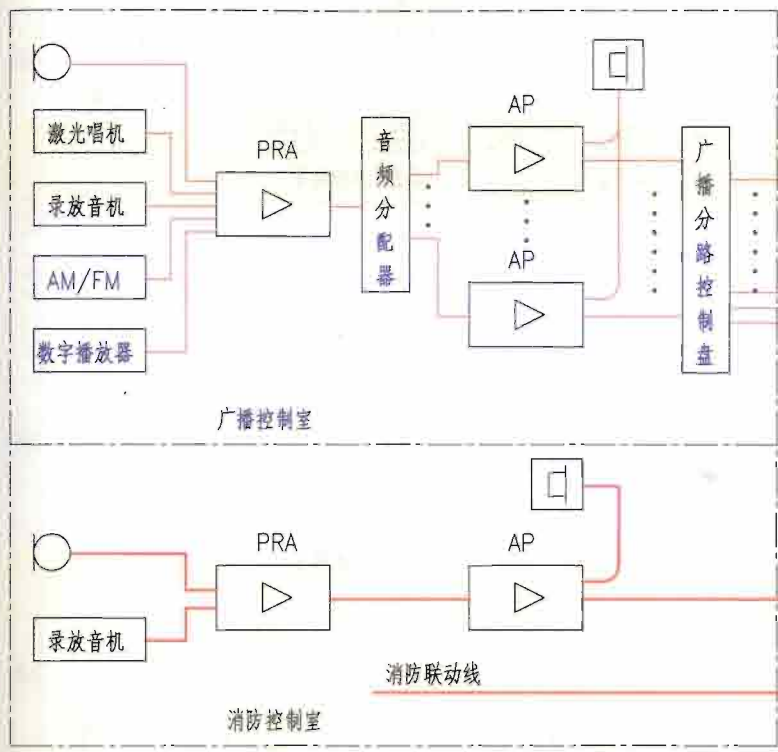 激光唱机
录放音机
AM/FM
数字播放器
PRA
音频分配器
AP
AP
广播分路控制盘
广播控制室
录放音机
PRA
AP
消防联动线
消防控制室